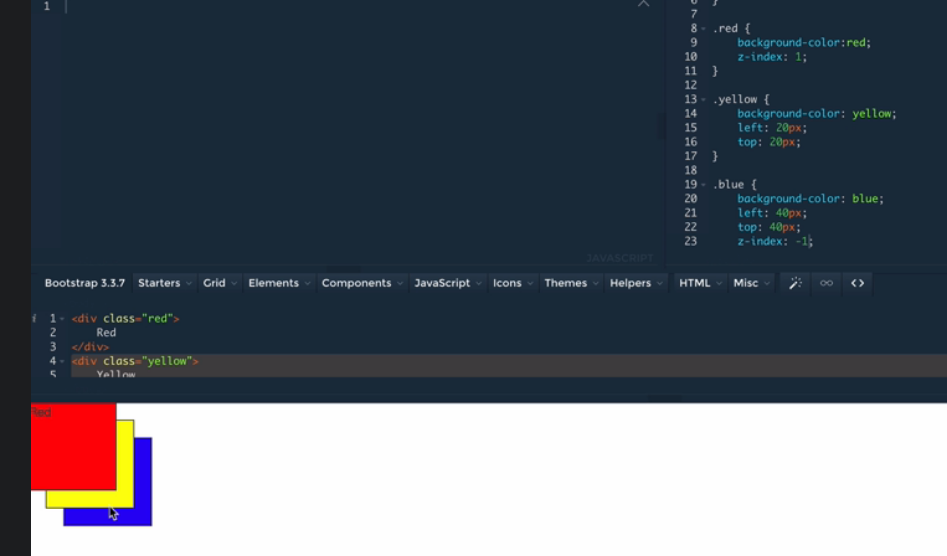 1
6 }
7
8 .red {
9 background-color:red;
10 z-index: 1;
11 }
12
13 .yellow {
14 background-color: yellow;
15 left: 20px;
16 top: 20px;
17 }
18
19 .blue {
20 background-color: blue;
21 left: 40px;
22 top: 40px;
23 z-index: -1;
JAVASCRIPT
Bootstrap 3.3.7 Starters Grid Elements Components JavaScript Icons Themes Helpers HTML Misc
1 <div class="red">
2 Red
3 </div>
4 <div class="yellow">
5 Yellow
Red